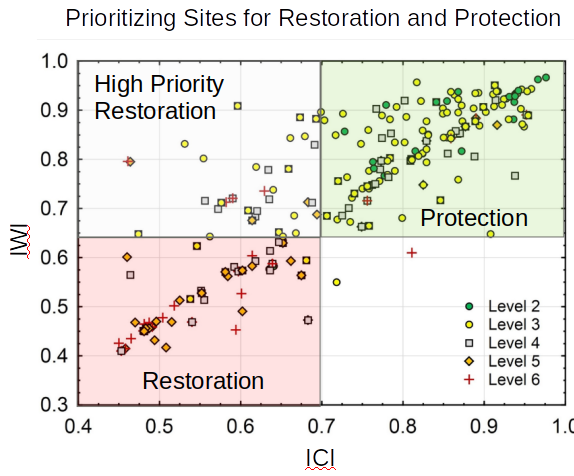 Prioritizing Sites for Restoration and Protection
1.0
High Priority
Restoration
0.9
0.8
0.7
Protection
IWI
0.6
0.5
0.4
0.3
Level 2
Level 3
Level 4
Level 5
Level 6
Restoration
0.4 0.5 0.6 0.7 0.8 0.9 1.0
ICI